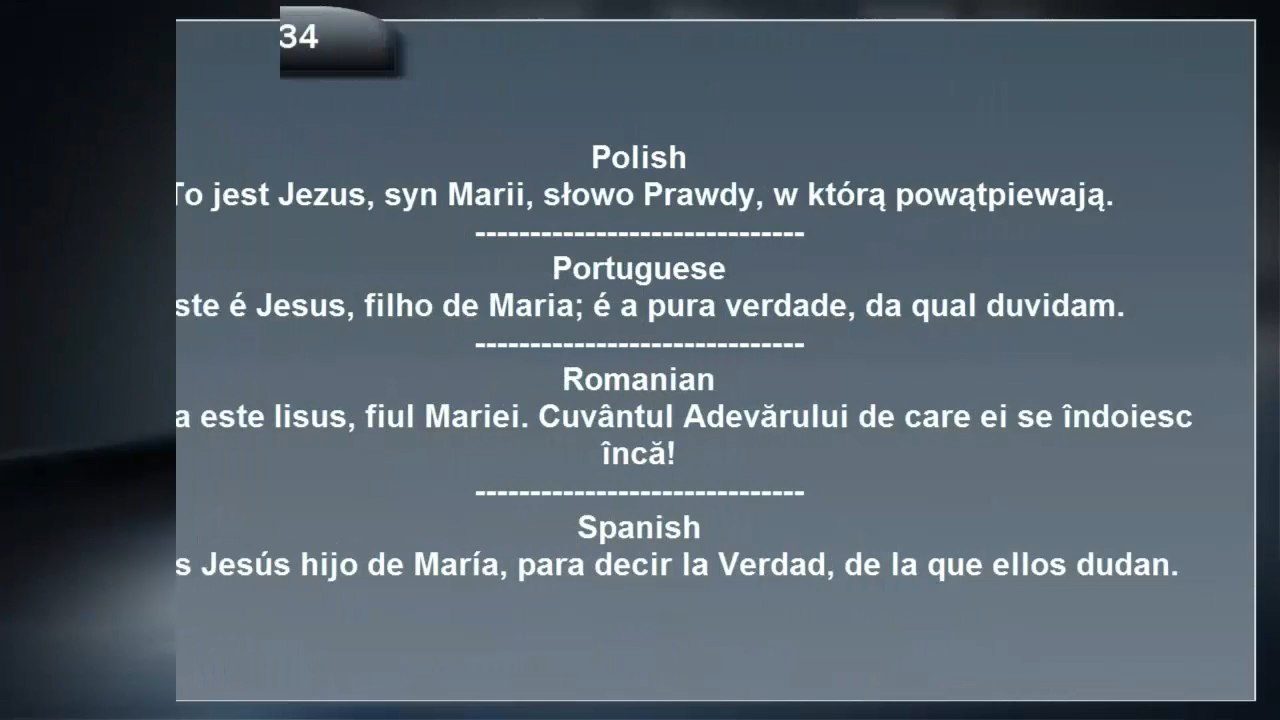 34
Polish
To jest Jezus, syn Marii, słowo Prawdy, w którą powątpiewają.
------------------------------
Portuguese
ste é Jesus, filho de Maria; é a pura verdade, da qual duvidam.
------------------------------
Romanian
a este Iisus, fiul Mariei. Cuvântul Adevărului de care ei se îndoiesc
încă!
------------------------------
Spanish
s Jesús hijo de María, para decir la Verdad, de la que ellos dudan.